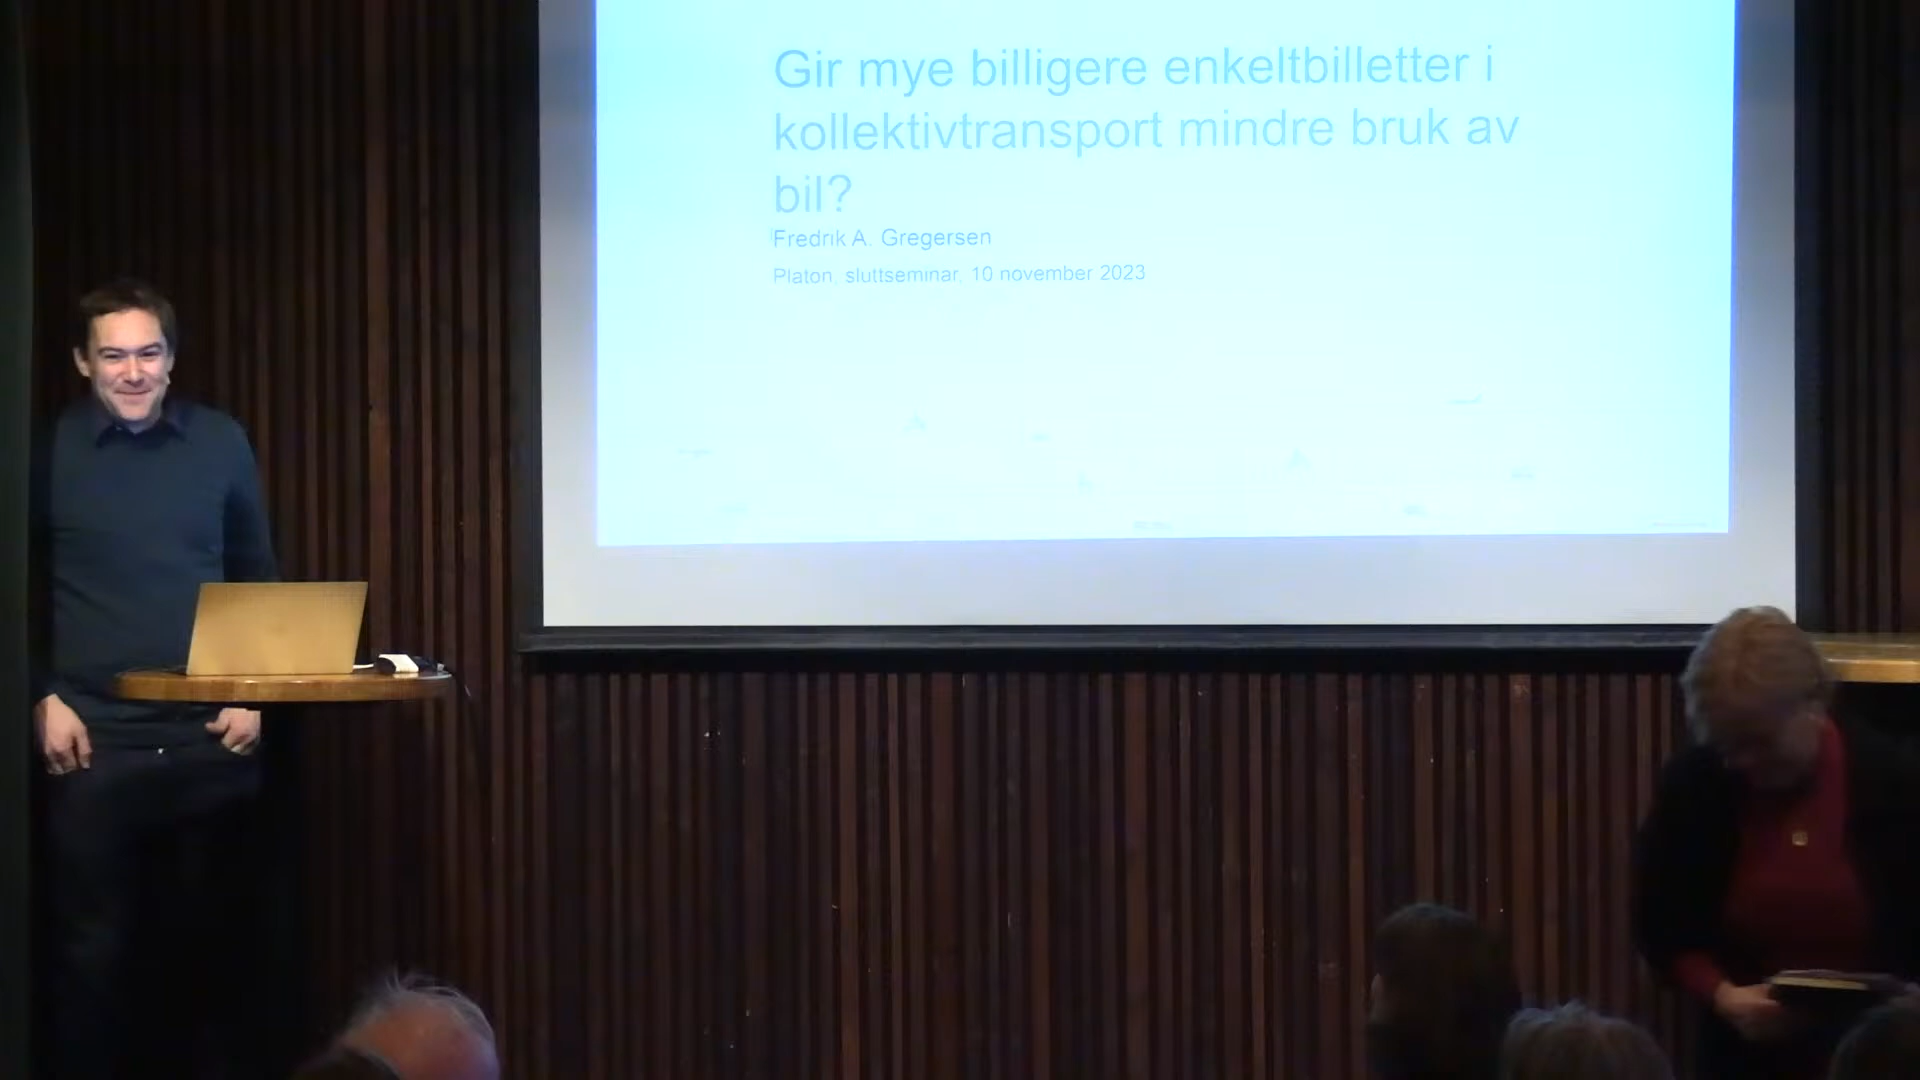 Gir mye billigere enkeltbilletter i
kollektivtransport mindre bruk av
bil?
Fredrik A. Gregersen
Platon, sluttseminar, 10 november 2023